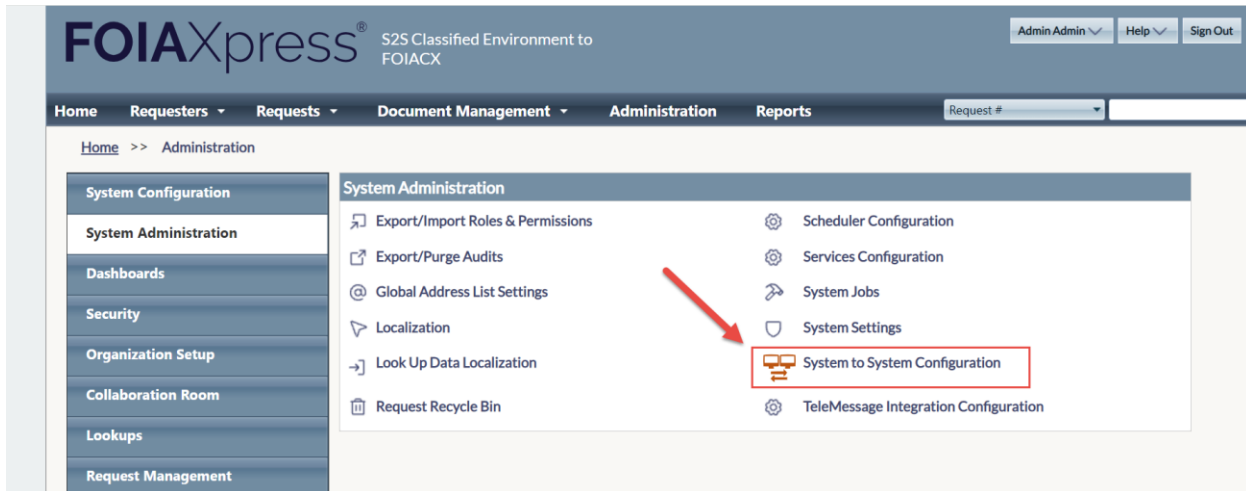 FOIAXpress®
S2S Classified Environment to
FOIACX
Admin Admin
Help
Sign Out
Home
Requesters
Requests
Document Management
Administration
Reports
Request #
Home >> Administration
System Configuration
System Administration
Dashboards
Security
Organization Setup
Collaboration Room
Lookups
Request Management
System Administration
Export/Import Roles & Permissions
Export/Purge Audits
Global Address List Settings
Localization
Look Up Data Localization
Request Recycle Bin
Scheduler Configuration
Services Configuration
System Jobs
System Settings
System to System Configuration
TeleMessage Integration Configuration